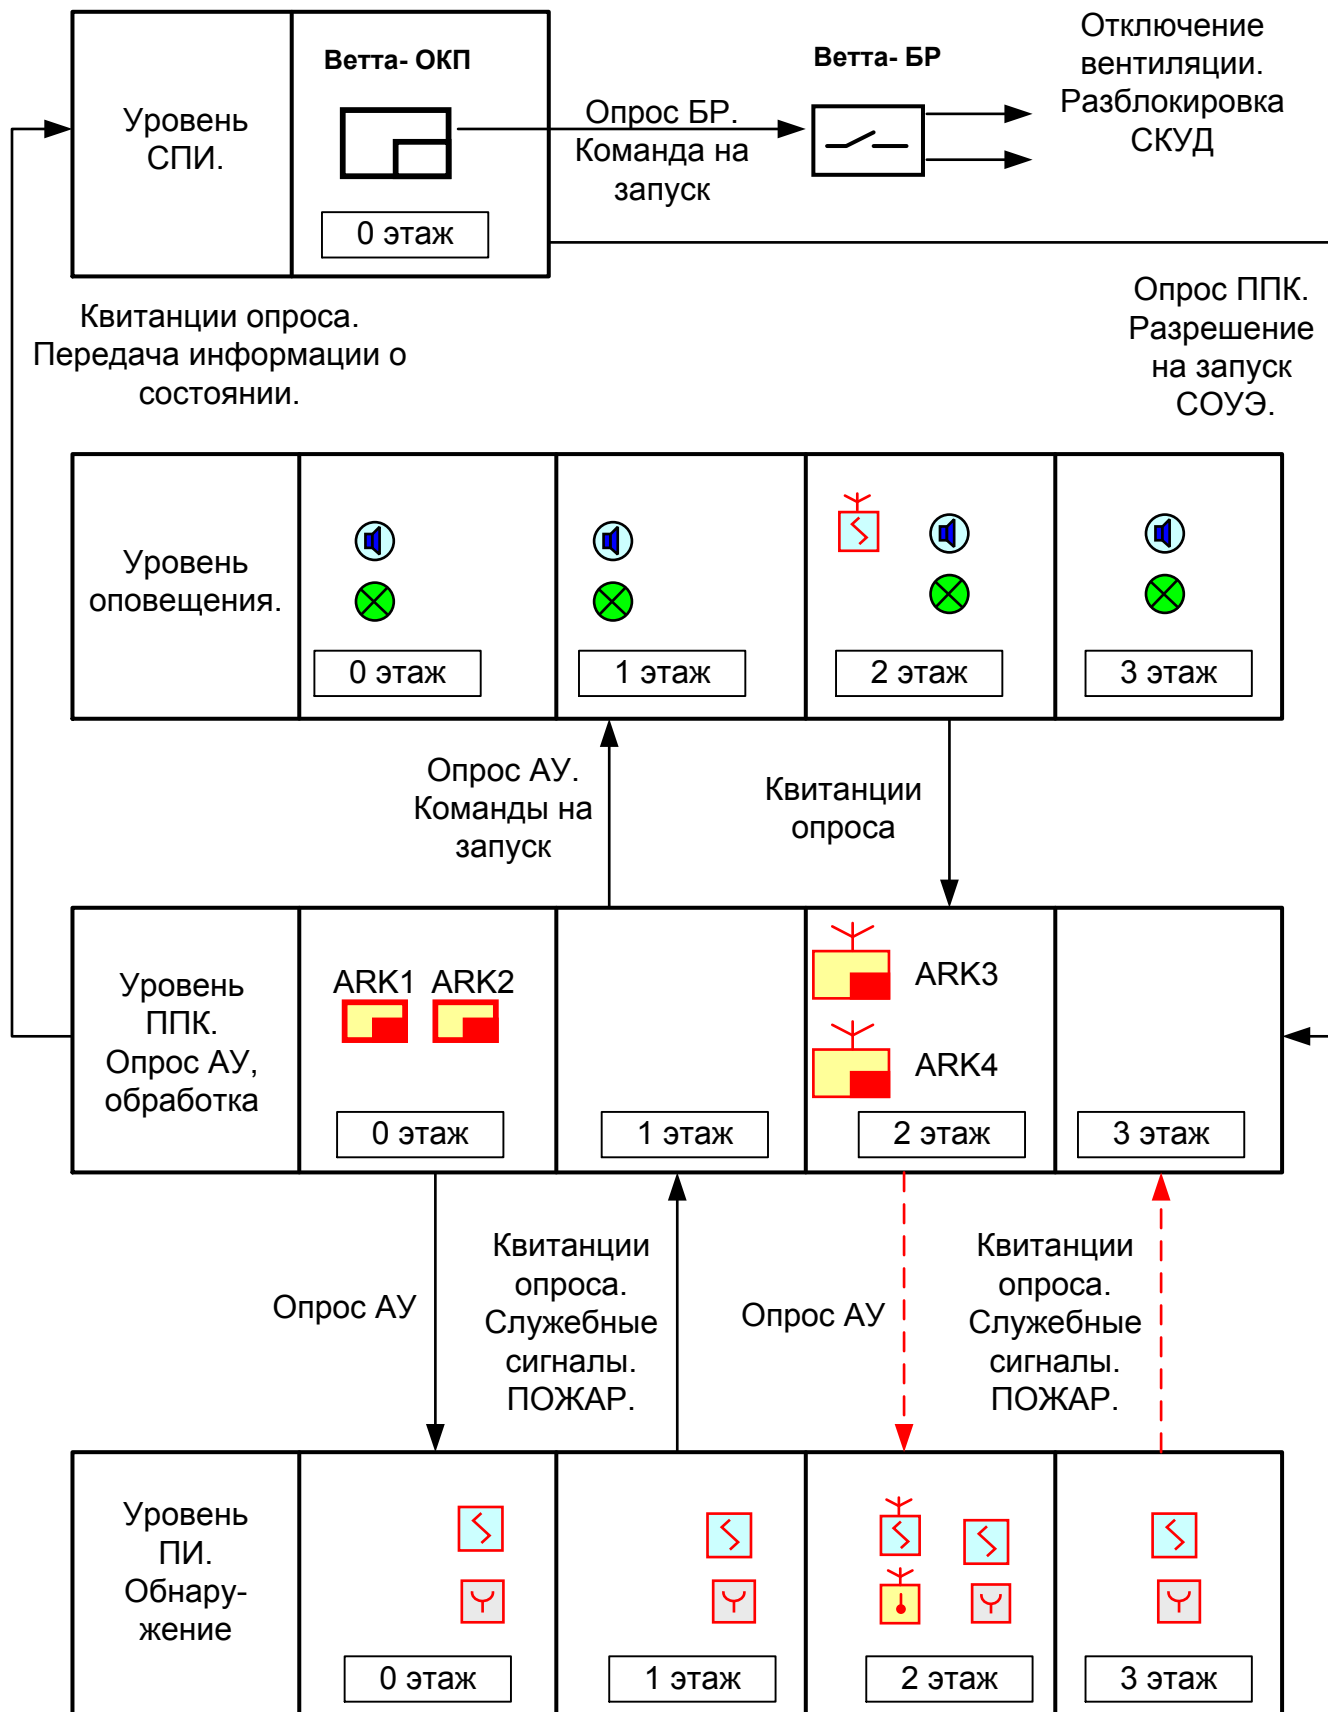 Уровень
СПИ.
Ветта- ОКП
0 этаж
Опрос БР.
Команда на
запуск
Ветта- БР
Отключение
вентиляции.
Разблокировка
СКУД
Квитанции опроса.
Передача информации о
состоянии.
Опрос ППК.
Разрешение
на запуск
СОУЭ.
Уровень
оповещения.
0 этаж
1 этаж
2 этаж
3 этаж
Опрос АУ.
Команды на
запуск
Квитанции
опроса
Уровень
ППК.
Опрос АУ,
обработка
ARK1 ARK2
ARK3
ARK4
0 этаж
1 этаж
2 этаж
3 этаж
Опрос АУ
Квитанции
опроса.
Служебные
сигналы.
ПОЖАР.
Опрос АУ
Квитанции
опроса.
Служебные
сигналы.
ПОЖАР.
Уровень
ПИ.
Обнару-
жение
0 этаж
1 этаж
2 этаж
3 этаж